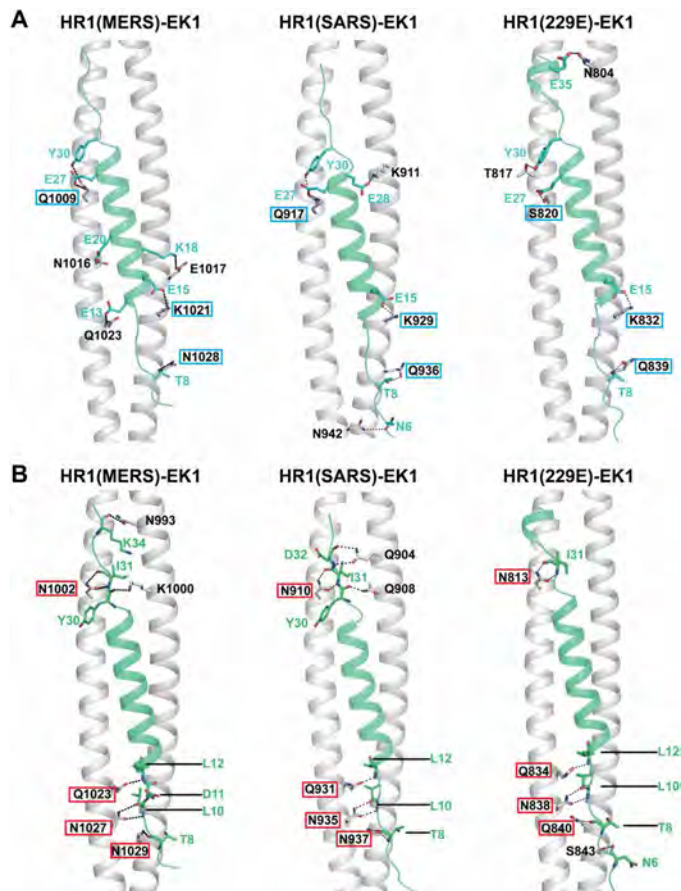 A
HR1(MERS)-EK1
Y30
E27
Q1009
E20
N1016
K18
E1017
E15
K1021
E13
Q1023
N1028
T8
HR1(SARS)-EK1
Y30
K911
E27
E28
Q917
E15
K929
Q936
T8
N942
N6
HR1(229E)-EK1
N804
E35
Y30
T817
E27
S820
E15
K832
Q839
T8
B
HR1(MERS)-EK1
N993
K34
I31
N1002
K1000
Y30
L12
Q1023
D11
L10
N1027
N1029
T8
HR1(SARS)-EK1
D32
Q904
I31
N910
Q908
Y30
L12
Q931
L10
N935
N937
T8
HR1(229E)-EK1
I31
N813
L12
Q834
L10
N838
Q840
T8
S843
N6